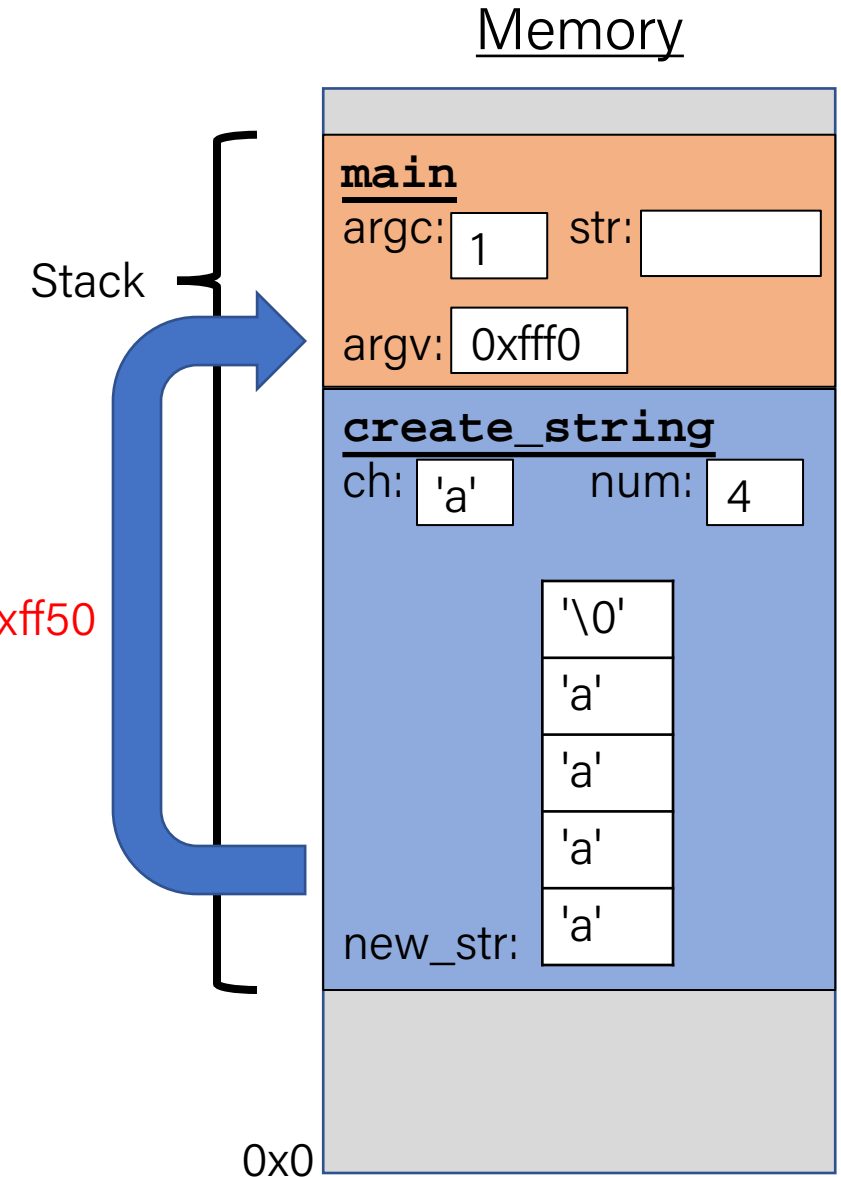 Memory
main
argc: 1 str:
Stack
argv: 0xfff0
create_string
ch: 'a' num: 4
xff50
'\0'
'a'
'a'
'a'
new_str: 'a'
0x0